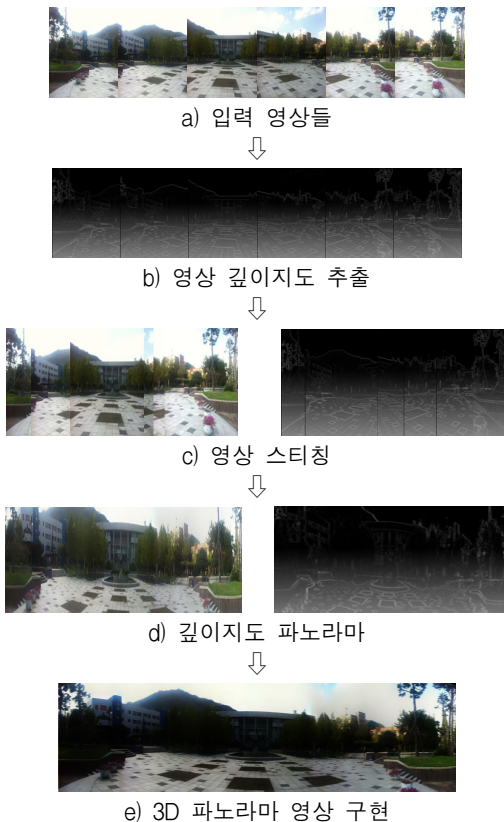 a) 입력 영상들
b) 영상 깊이지도 추출
c) 영상 스티칭
d) 깊이지도 파노라마
e) 3D 파노라마 영상 구현